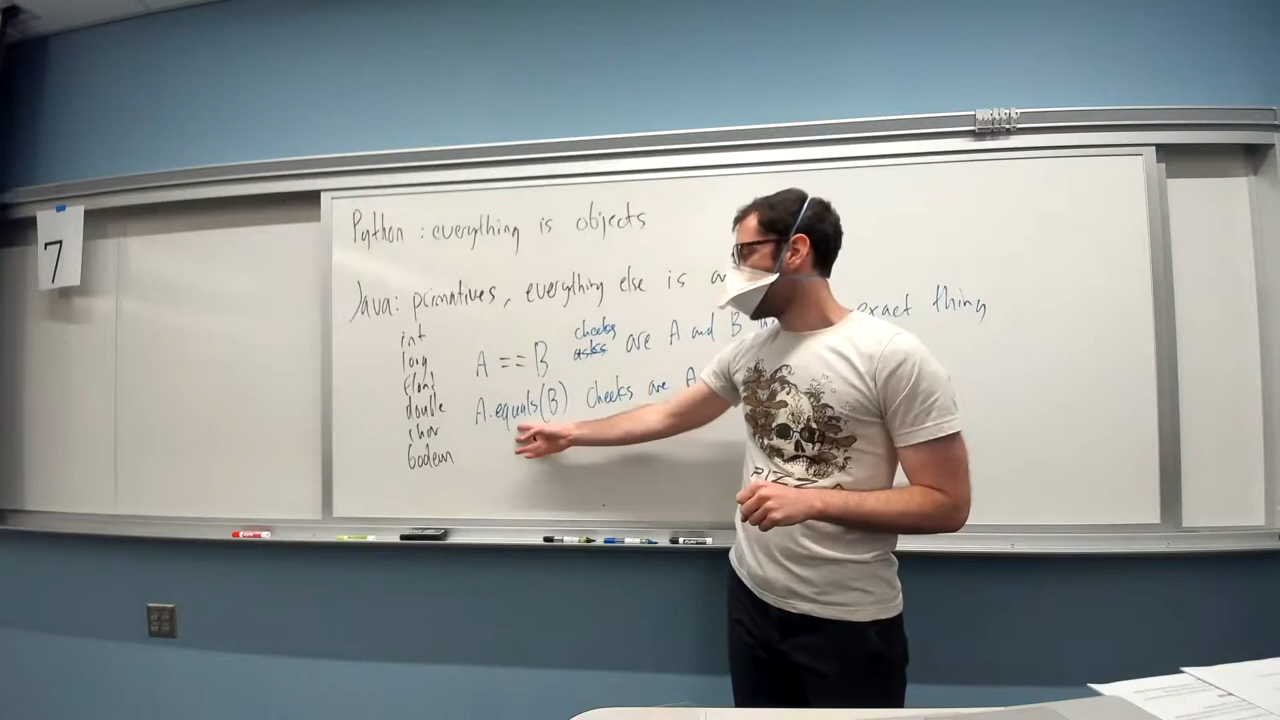 7
Python : everything is objects
Java: primatives, everything else is
int
long
float
double
char
boolean
checks
A == B asks are A and B exact thing
A.equals(B) checks are A
PIZZA